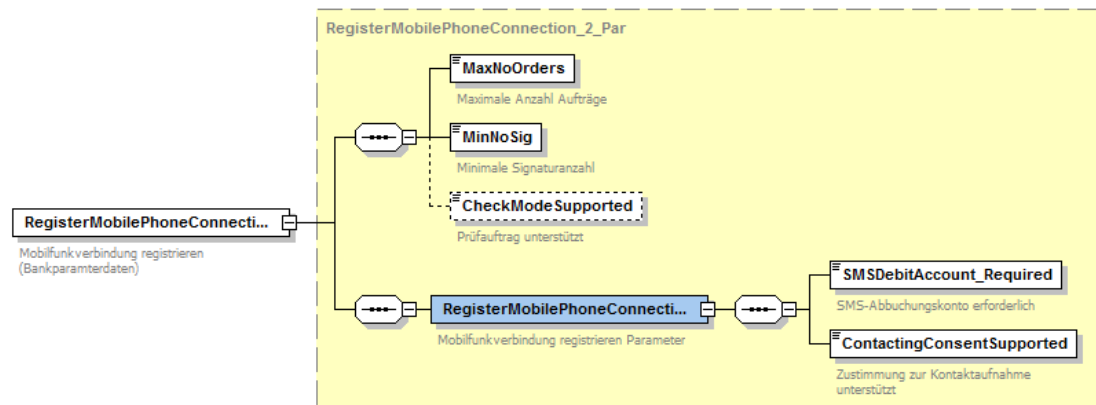 RegisterMobilePhoneConnection_2_Par
MaxNoOrders
Maximale Anzahl Aufträge
MinNoSig
Minimale Signaturanzahl
CheckModeSupported
Prüfauftrag unterstützt
RegisterMobilePhoneConnecti...
Mobilfunkverbindung registrieren
(Bankparamterdaten)
RegisterMobilePhoneConnecti...
Mobilfunkverbindung registrieren Parameter
SMSDebitAccount_Required
SMS-Abbuchungskonto erforderlich
ContactingConsentSupported
Zustimmung zur Kontaktaufnahme
unterstützt